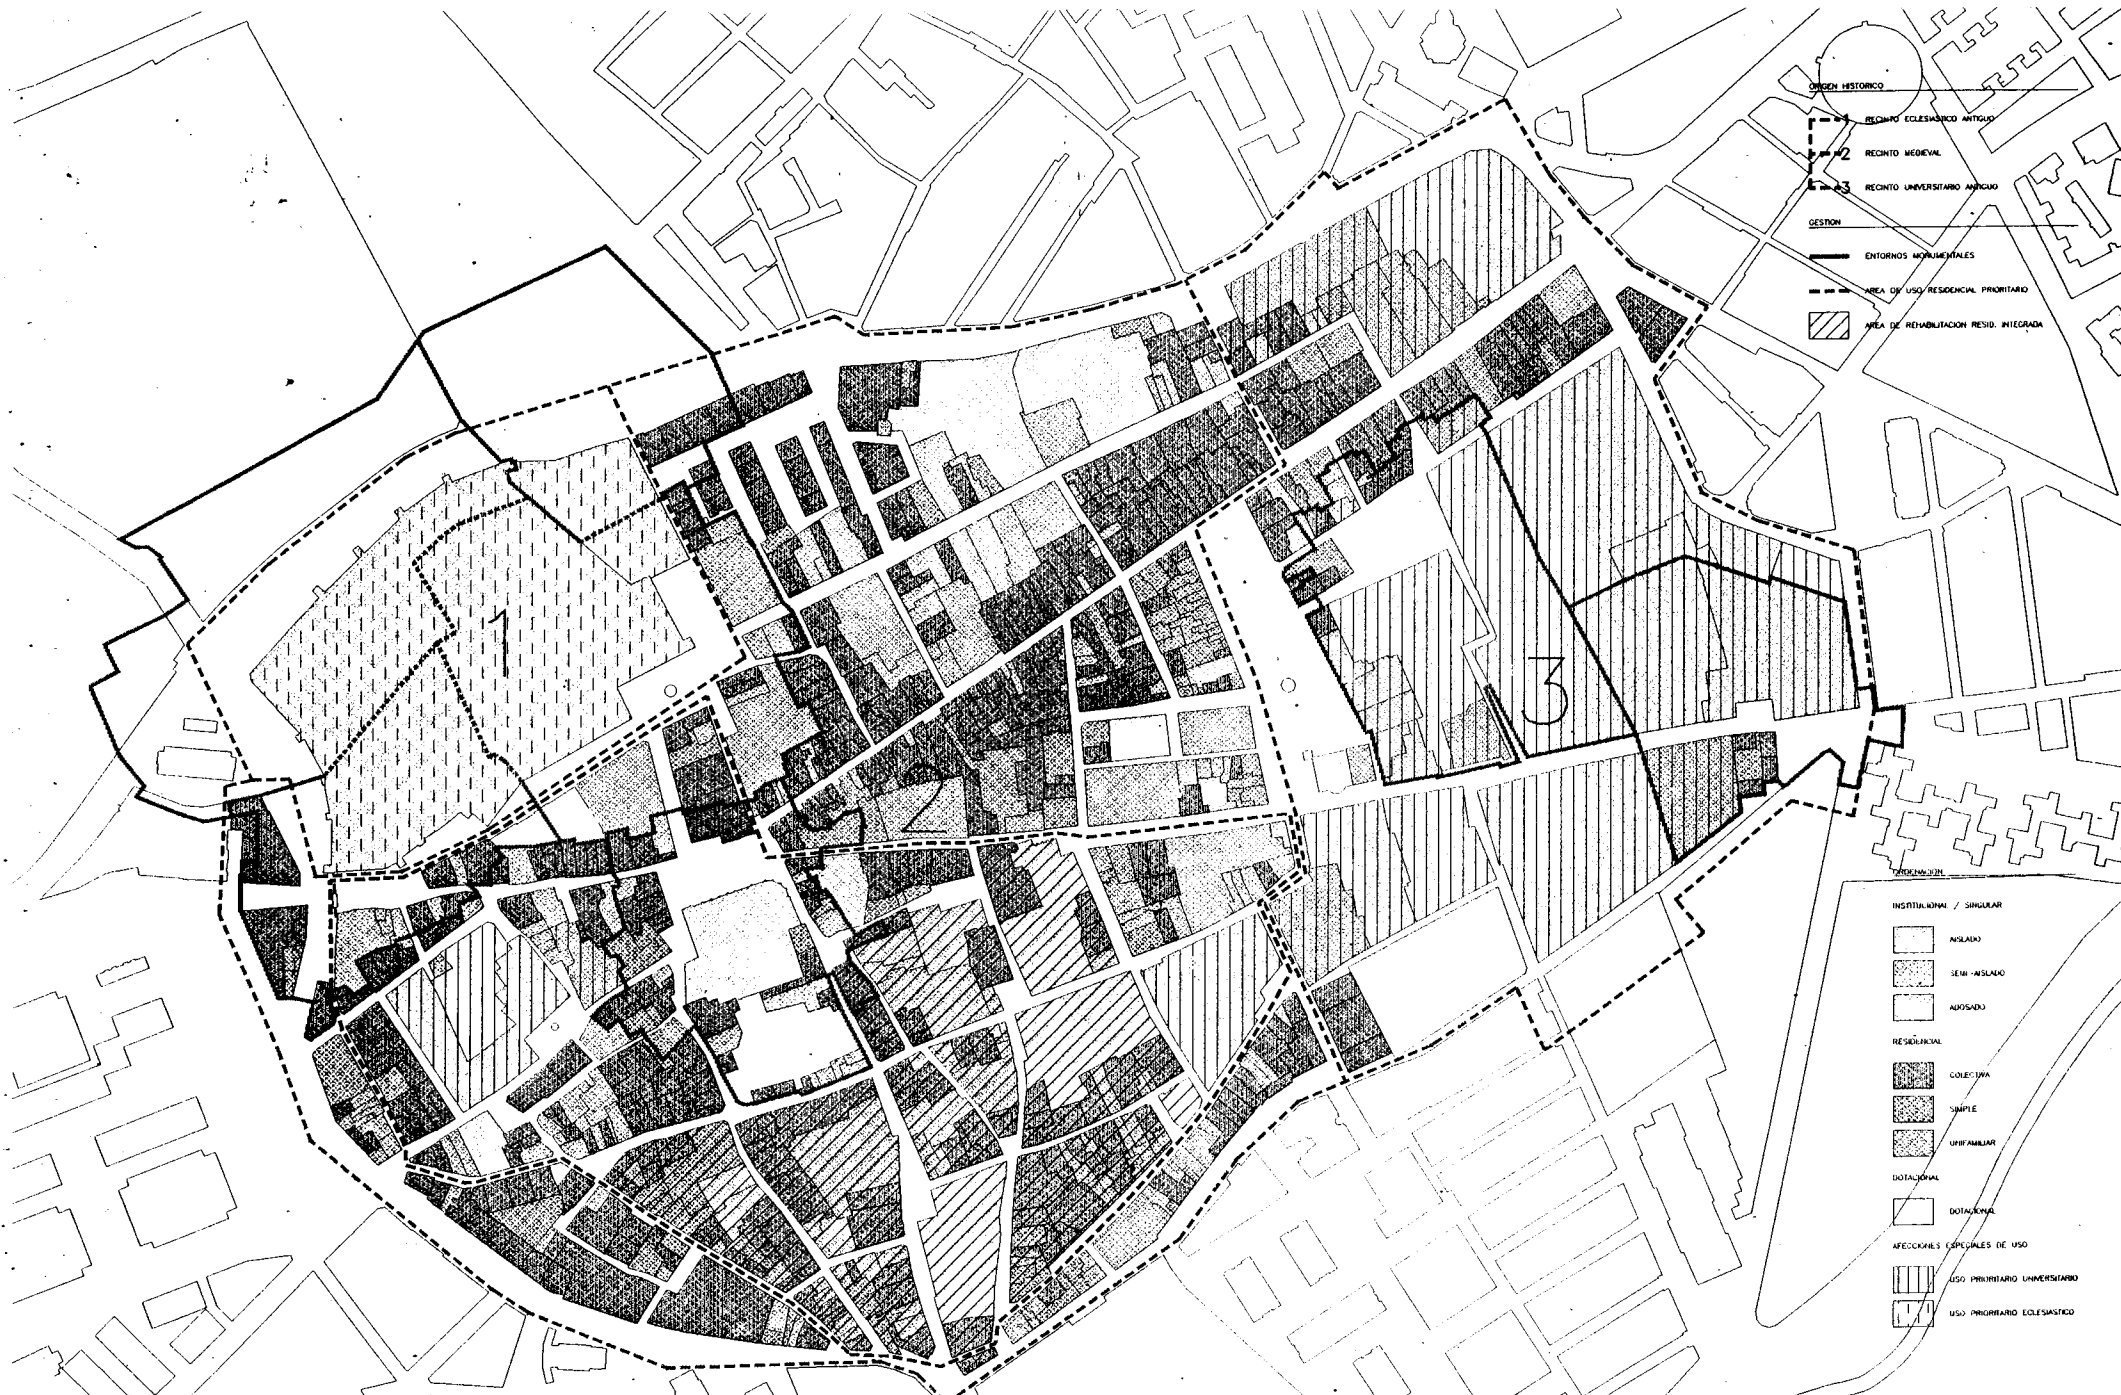 ORIGEN HISTORICO
1 RECINTO ECLESIASTICO ANTIGUO
2 RECINTO MEDIEVAL
3 RECINTO UNIVERSITARIO ANTIGUO
GESTION
ENTORNOS MONUMENTALES
AREA DE USO RESIDENCIAL PRIORITARIO
AREA DE REHABILITACION RESID. INTEGRADA
1
2
3
ORDENACION
INSTITUCIONAL / SINGULAR
AISLADO
SEMI-AISLADO
ADOSADO
RESIDENCIAL
COLECTIVA
SIMPLE
UNIFAMILIAR
DOTACIONAL
DOTACIONAL
AFECCIONES ESPECIALES DE USO
USO PRIORITARIO UNIVERSITARIO
USO PRIORITARIO ECLESIASTICO